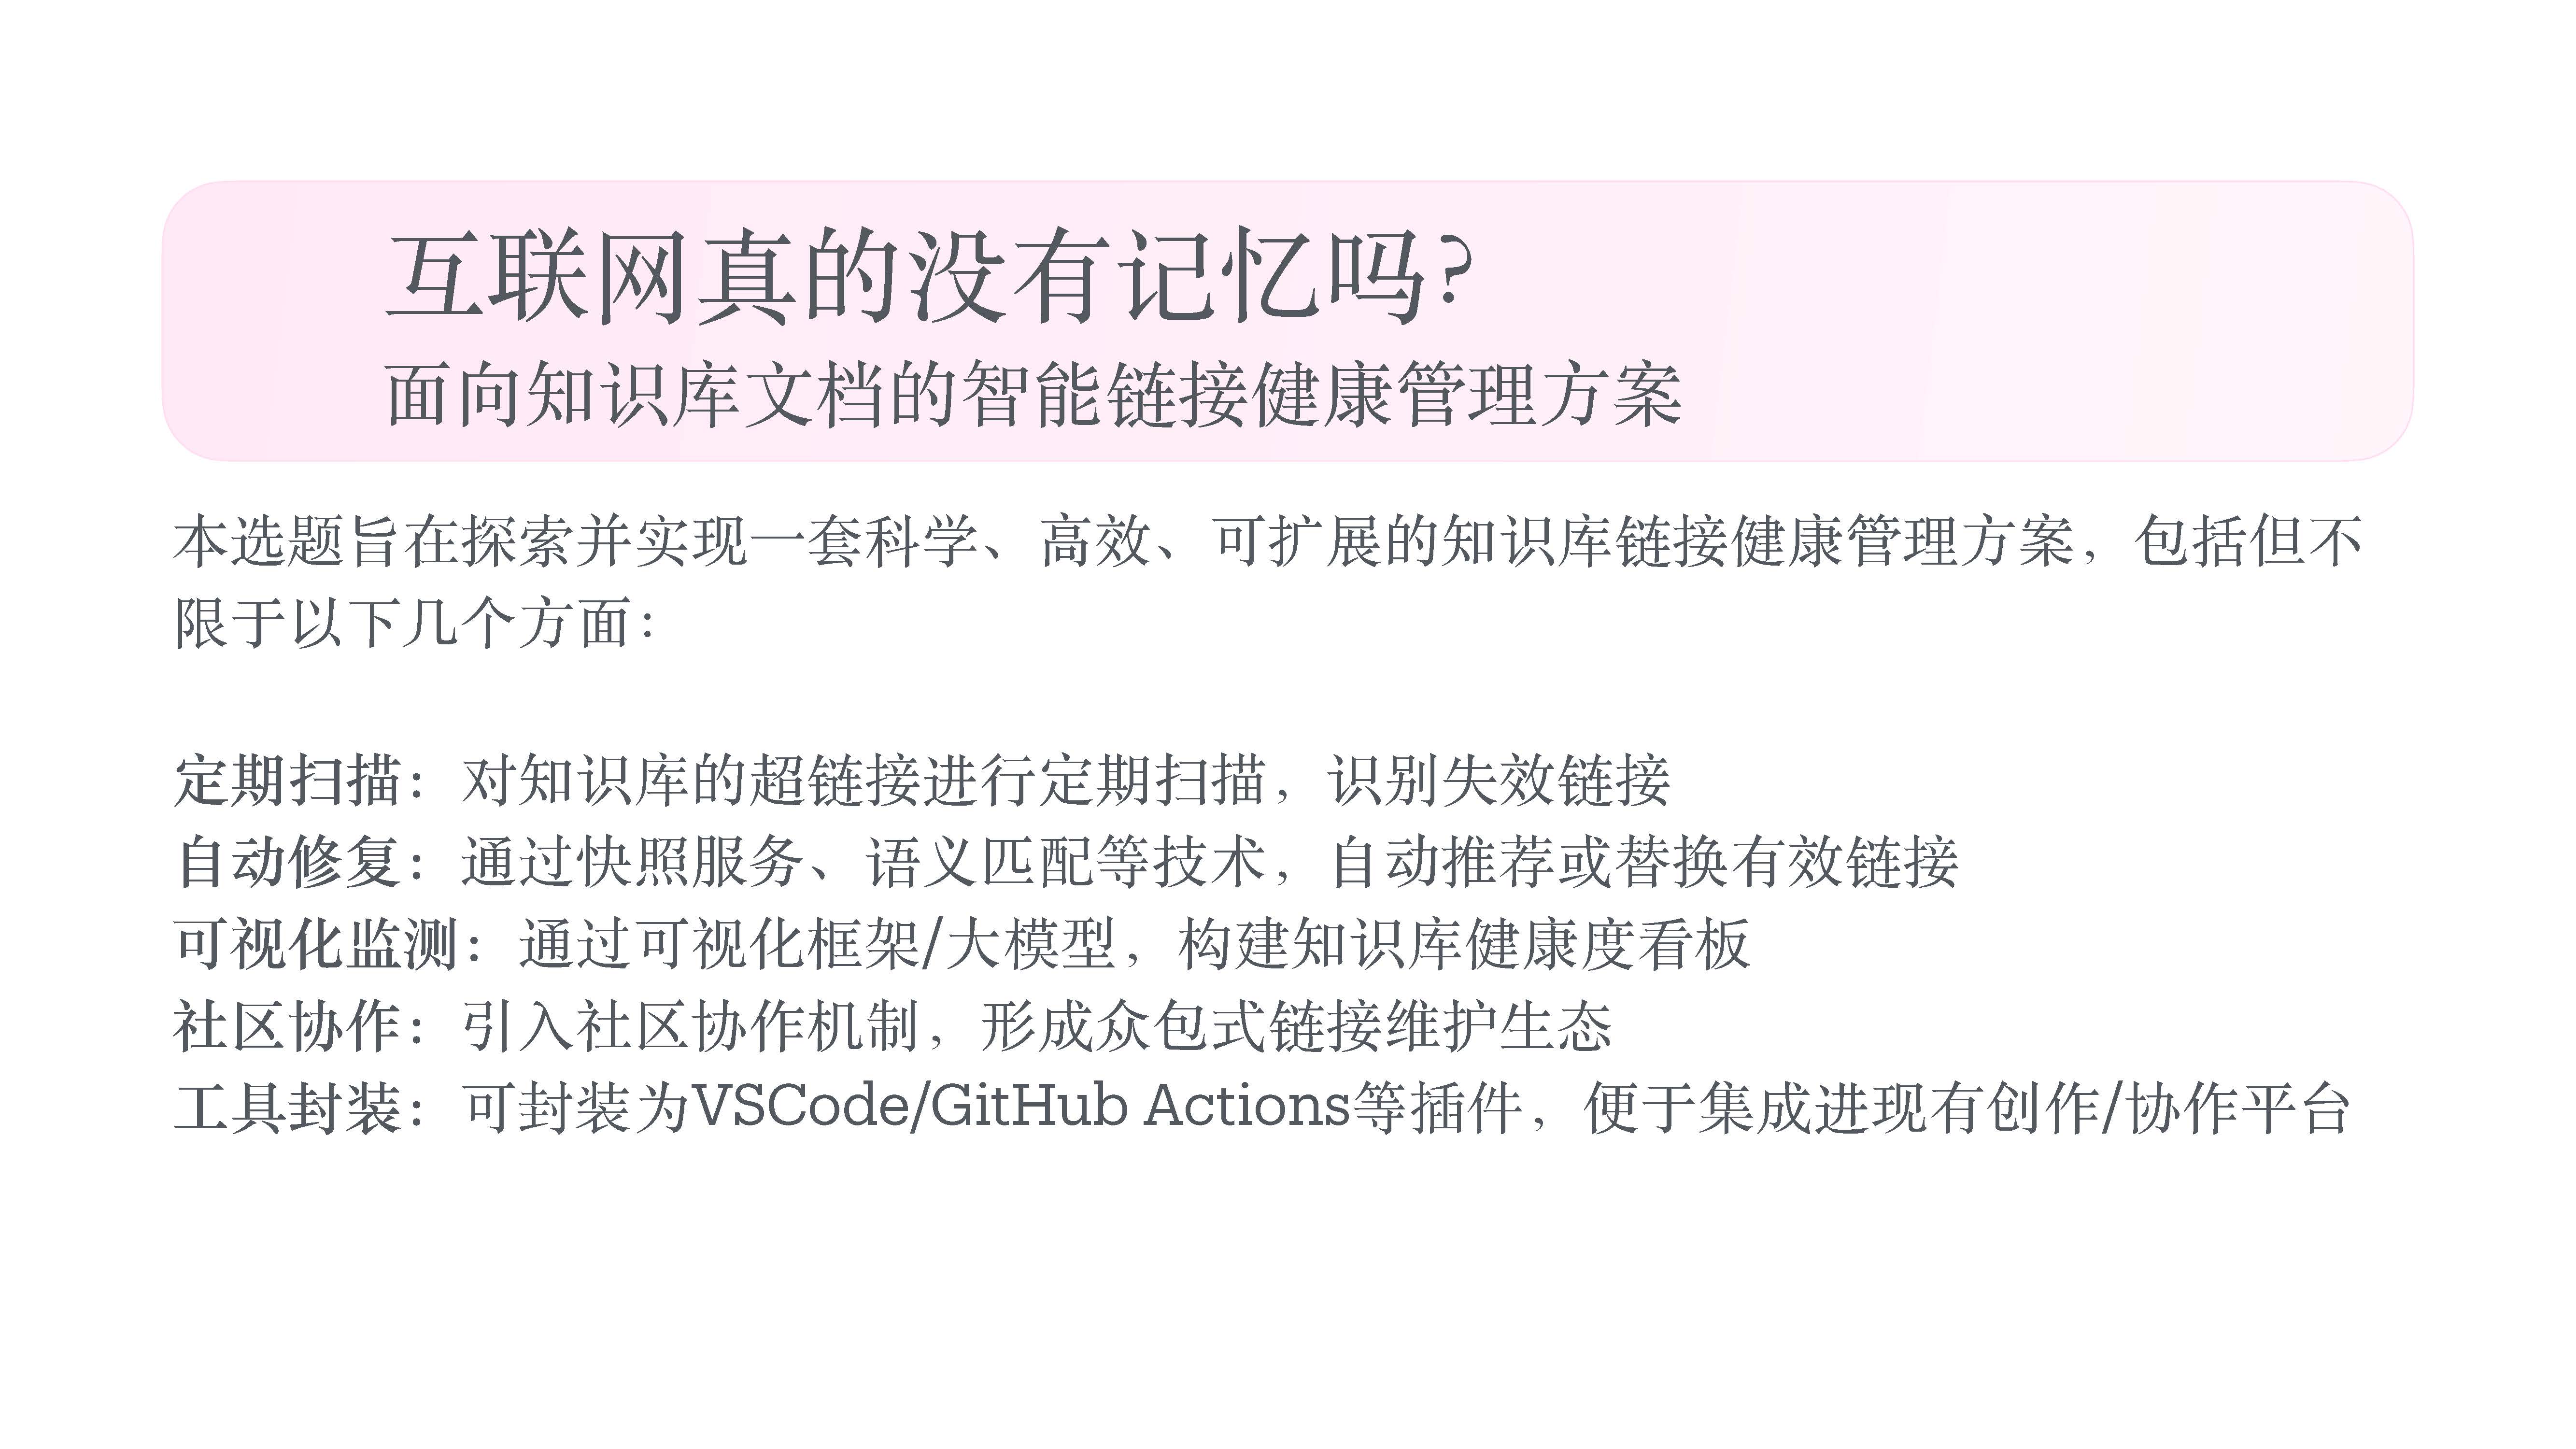 互联网真的没有记忆吗?
面向知识库文档的智能链接健康管理方案
本选题旨在探索并实现一套科学、高效、可扩展的知识库链接健康管理方案，包括但不
限于以下几个方面：
定期扫描：对知识库的超链接进行定期扫描，识别失效链接
自动修复：通过快照服务、语义匹配等技术，自动推荐或替换有效链接
可视化监测：通过可视化框架/大模型，构建知识库健康度看板
社区协作：引入社区协作机制，形成众包式链接维护生态
工具封装：可封装为VSCode/GitHub Actions等插件，便于集成进现有创作/协作平台